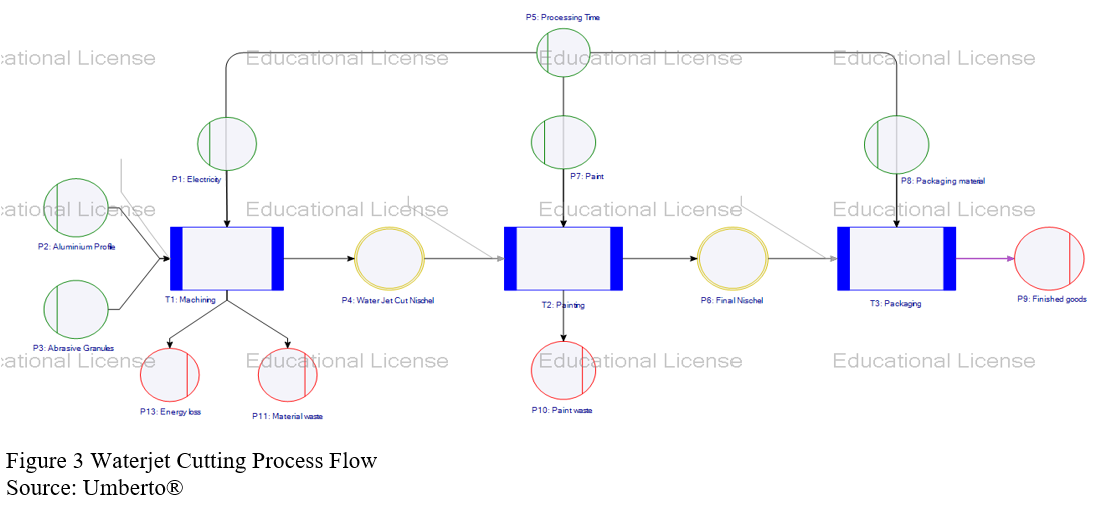 P5: Processing Time
cational License
Educational License
Educational License
Educational License
P1: Electricity
P7: Paint
P8: Packaging material
cational License
Educational License
Educational License
Educational License
P2: Aluminium Profile
T1: Machining
P4: Water Jet Cut Nischel
T2: Painting
P6: Final Nischel
T3: Packaging
P9: Finished goods
P3: Abrasive Granules
cational License
Educational License
Educational License
Educational License
P13: Energy loss
P11: Material waste
P10: Paint waste
Figure 3 Waterjet Cutting Process Flow
Source: Umberto®